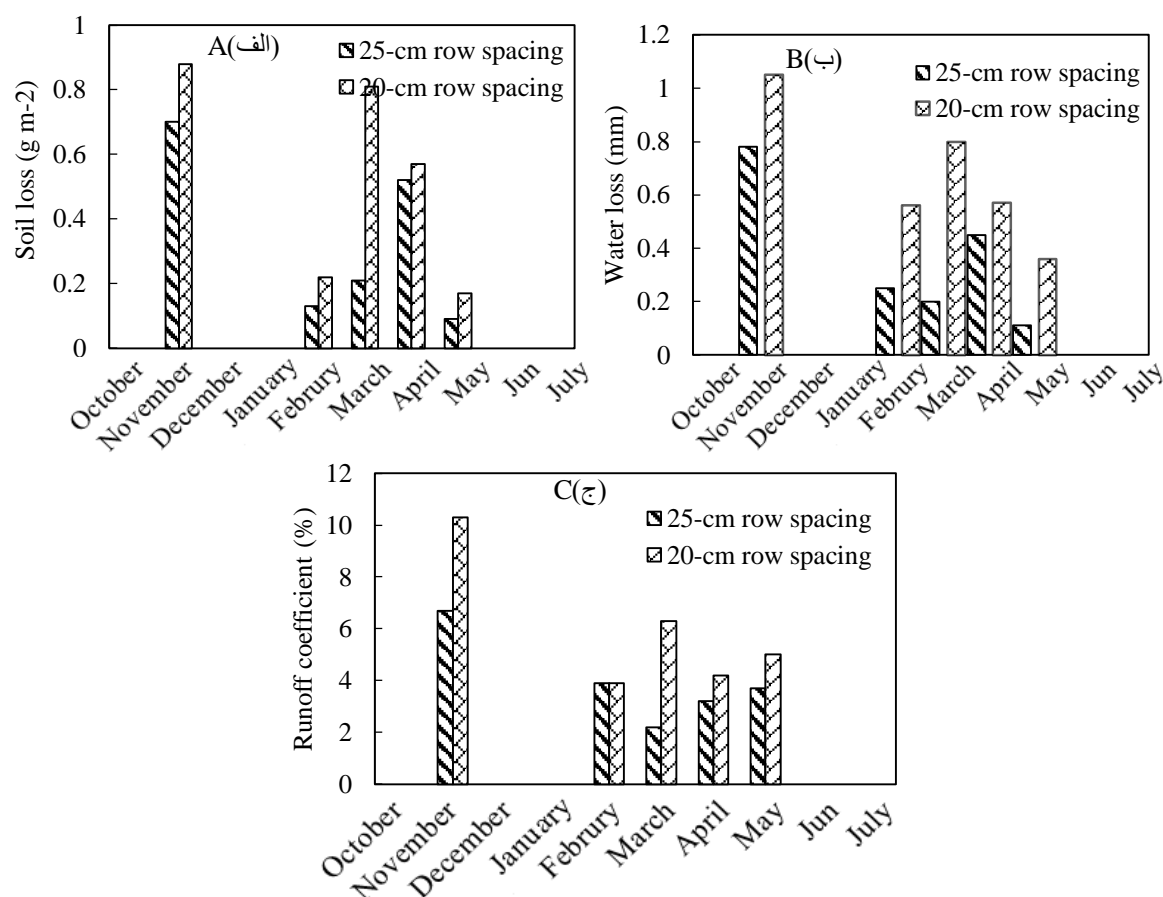 A(الف)
25-cm row spacing
20-cm row spacing
Soil loss (g m-2)
1
0.8
0.6
0.4
0.2
0
October
November
December
January
Februry
March
April
May
Jun
July
B(ب)
25-cm row spacing
20-cm row spacing
Water loss (mm)
1.2
1
0.8
0.6
0.4
0.2
0
October
November
December
January
February
March
April
May
Jun
July
C(ج)
25-cm row spacing
20-cm row spacing
Runoff coefficient (%)
12
10
8
6
4
2
0
October
November
December
January
Februry
March
April
May
Jun
July